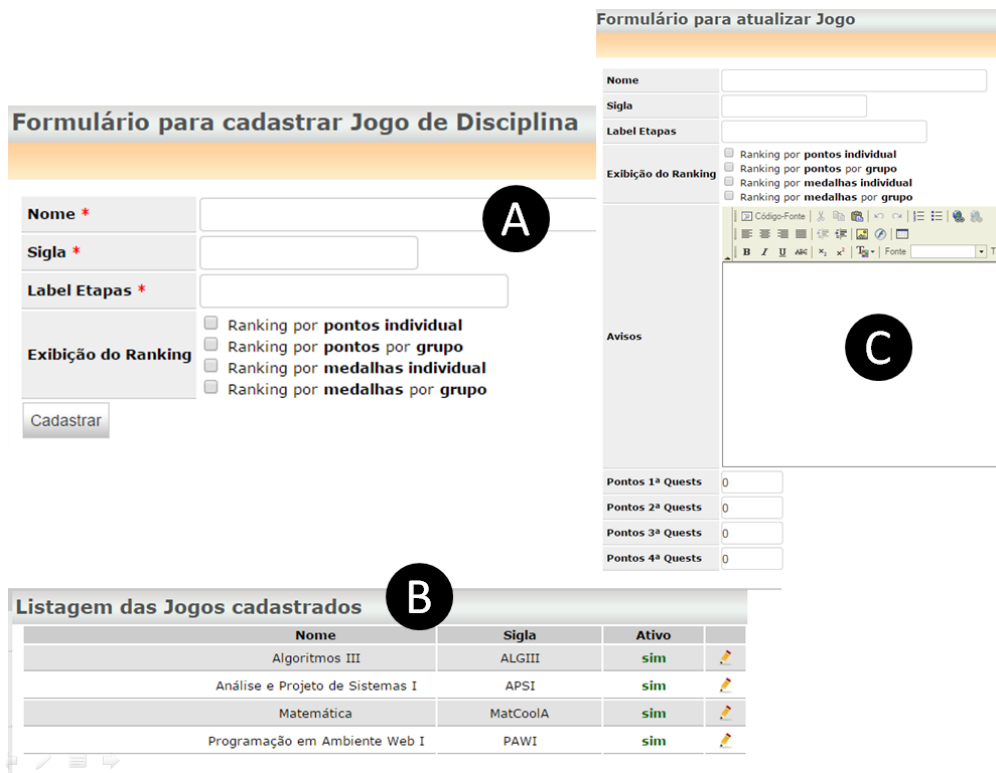 Formulário para cadastrar Jogo de Disciplina
A
Nome *
Sigla *
Label Etapas *
Exibição do Ranking
Ranking por pontos individual
Ranking por pontos por grupo
Ranking por medalhas individual
Ranking por medalhas por grupo
Cadastrar
Formulário para atualizar Jogo
Nome
Sigla
Label Etapas
Exibição do Ranking
Ranking por pontos individual
Ranking por pontos por grupo
Ranking por medalhas individual
Ranking por medalhas por grupo
Avisos
Código-Fonte
B I U ABC x₂ x² Fonte T
C
Pontos 1ª Quests 0
Pontos 2ª Quests 0
Pontos 3ª Quests 0
Pontos 4ª Quests 0
B
Listagem das Jogos cadastrados
Nome Sigla Ativo
Algoritmos III ALGIII sim
Análise e Projeto de Sistemas I APSI sim
Matemática MatCoolA sim
Programação em Ambiente Web I PAWI sim